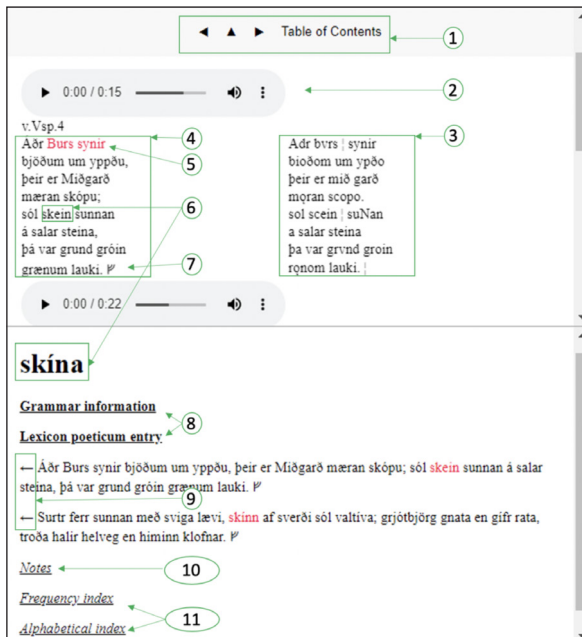 ◄ ▲ ► Table of Contents
1
0:00 / 0:15
2
v.Vsp.4
Aðr Burs synir
bjöðum um yppðu,
þeir er Miðgarð
mæran skópu;
sól skein sunnan
á salar steina,
þá var grund gróin
grænum lauki. ᚠ
4
5
6
7
Adr bvrs ¦ synir
bioðom um ypðo
þeir er mið garð
mǫran scopo.
sol scein ¦ suNan
a salar steina
þa var grvnd groin
rǫnom lauki. ¦
3
0:00 / 0:22
skína
Grammar information
Lexicon poeticum entry
8
← Áðr Burs synir bjöðum um yppðu, þeir er Miðgarð mæran skópu; sól skein sunnan á salar
steina, þá var grund gróin grænum lauki. ᚠ
9
← Surtr ferr sunnan með sviga lævi, skínn af sverði sól valtíva; grjótbjörg gnata en gífr rata,
troða halir helveg en himinn klofnar. ᚠ
Notes
10
Frequency index
11
Alphabetical index